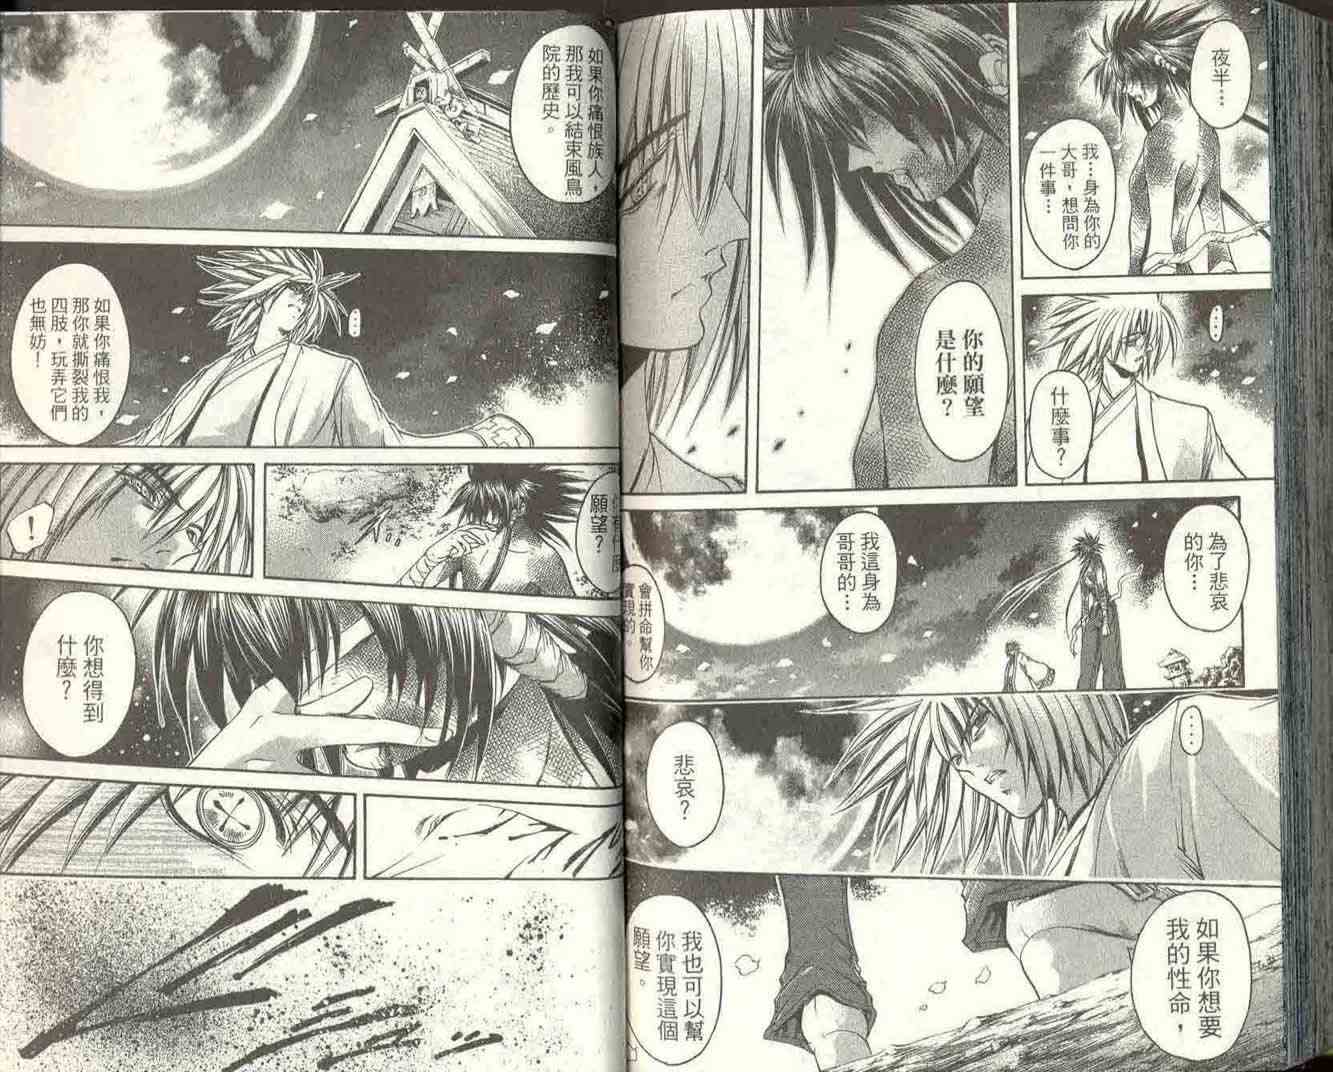 夜半…
我…身為你的
大哥，想問你
一件事…
…
什麼事？
你的願望
是什麼？
為了悲哀
的你…
我這身為
哥哥的…
會拼命幫你
實現的。
…
悲哀？
如果你想要
我的性命，
我也可以幫
你實現這個
願望。
如果你痛恨族人，
那我可以結束風鳥
院的歷史。
…
如果你痛恨我，
那你就撕裂我的
四肢，玩弄它們
也無妨！
你有什麼
願望？
！
你想得到
什麼？